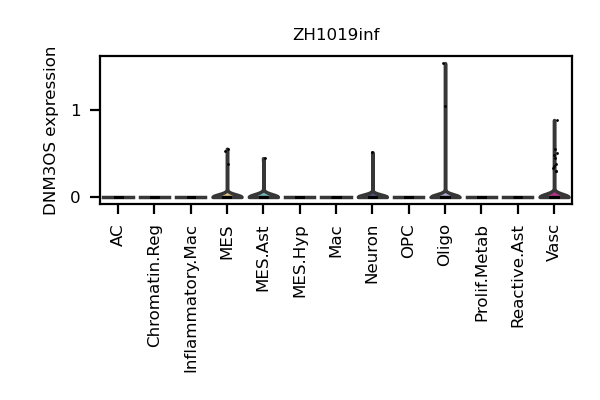 ZH1019inf
DNM3OS expression
1
0
AC
Chromatin.Reg
Inflammatory.Mac
MES
MES.Ast
MES.Hyp
Mac
Neuron
OPC
Oligo
Prolif.Metab
Reactive.Ast
Vasc